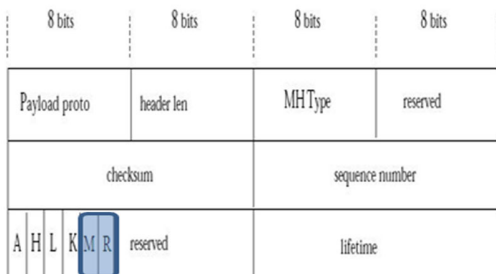 8 bits 8 bits 8 bits 8 bits
Payload proto header len MH Type reserved
checksum sequence number
A H L K M R reserved lifetime